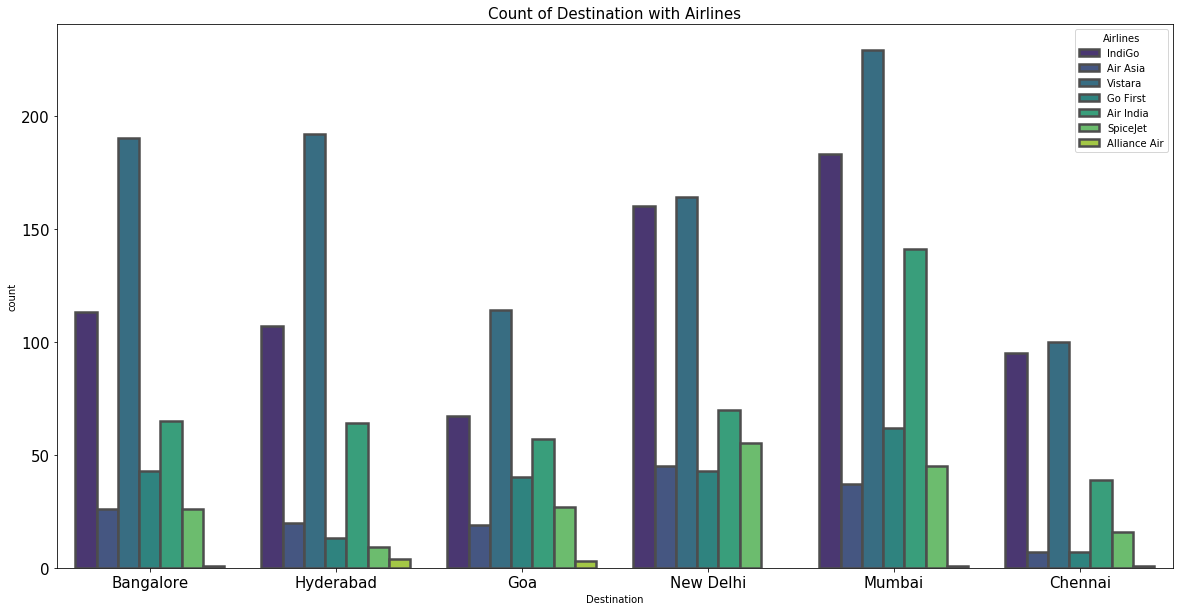 Count of Destination with Airlines
Airlines
IndiGo
Air Asia
Vistara
Go First
Air India
SpiceJet
Alliance Air
count
200
150
100
50
0
Bangalore Hyderabad Goa New Delhi Mumbai Chennai
Destination